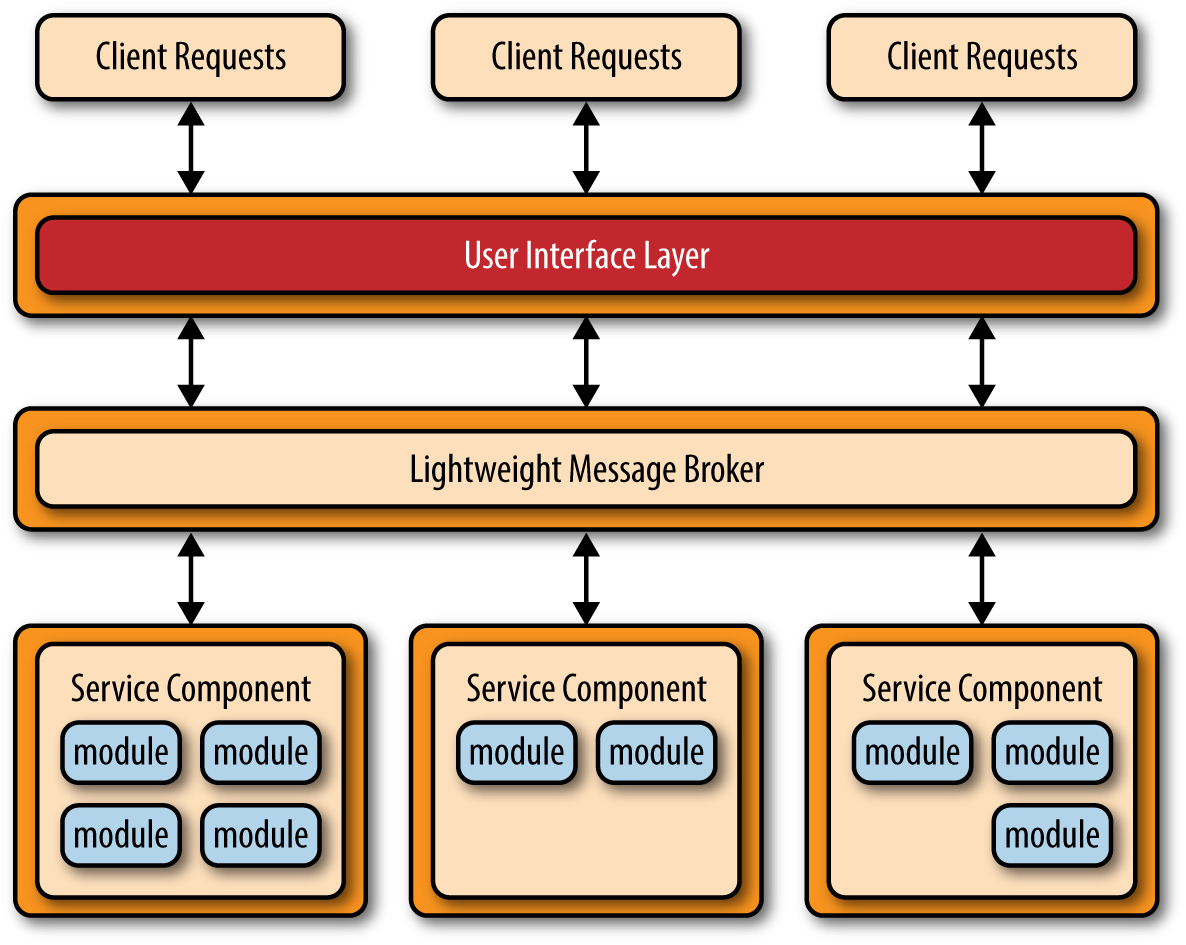 Client Requests
Client Requests
Client Requests
User Interface Layer
Lightweight Message Broker
Service Component
module module
module module
Service Component
module module
Service Component
module module
module